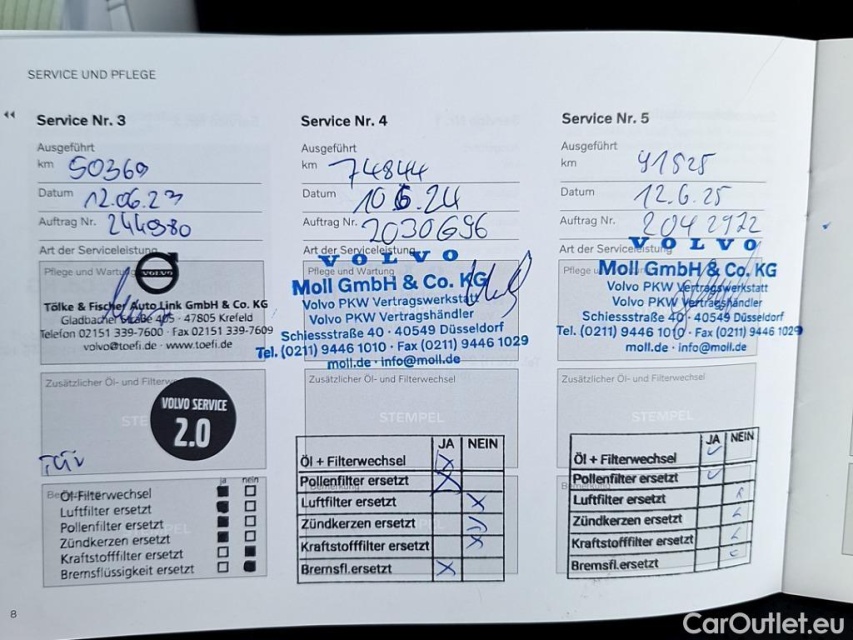 SERVICE UND PFLEGE
Service Nr. 3
Ausgeführt
km 50369
Datum 12.06.23
Auftrag Nr. 244980
Art der Serviceleistung
Pflege und Wartung
VOLVO
Tölke & Fischer Auto Link GmbH & Co. KG
Gladbacher Straße 405 · 47805 Krefeld
Telefon 02151 339-7600 · Fax 02151 339-7609
volvo@toefi.de · www.toefi.de
Zusätzlicher Öl- und Filterwechsel
VOLVO SERVICE
2.0
TÜV
ja nein
Öl-Filterwechsel
Luftfilter ersetzt
Pollenfilter ersetzt
Zündkerzen ersetzt
Kraftstofffilter ersetzt
Bremsflüssigkeit ersetzt
8
Service Nr. 4
Ausgeführt
km 74844
Datum 10.6.24
Auftrag Nr. 2030696
Art der Serviceleistung
VOLVO
Pflege und Wartung
Moll GmbH & Co. KG
Volvo PKW Vertragswerkstatt
Volvo PKW Vertragshändler
Schiessstraße 40 · 40549 Düsseldorf
Tel. (0211) 9446 1010 · Fax (0211) 9446 1029
moll.de · info@moll.de
Zusätzlicher Öl- und Filterwechsel
STEMPEL
JA NEIN
Öl + Filterwechsel
Pollenfilter ersetzt
Luftfilter ersetzt
Zündkerzen ersetzt
Kraftstoffilter ersetzt
Bremsfl.ersetzt
Service Nr. 5
Ausgeführt
km 91525
Datum 12.6.25
Auftrag Nr. 2042922
Art der Serviceleistung
VOLVO
Pflege
Moll GmbH & Co. KG
Volvo PKW Vertragswerkstatt
Volvo PKW Vertragshändler
Schiessstraße 40 · 40549 Düsseldorf
Tel. (0211) 9446 1010 · Fax (0211) 9446 1029
moll.de · info@moll.de
Zusätzlicher Öl- und Filterwechsel
STEMPEL
JA NEIN
Öl + Filterwechsel
Pollenfilter ersetzt
Luftfilter ersetzt
Zündkerzen ersetzt
Kraftstoffilter ersetzt
Bremsfl.ersetzt
CarOutlet.eu